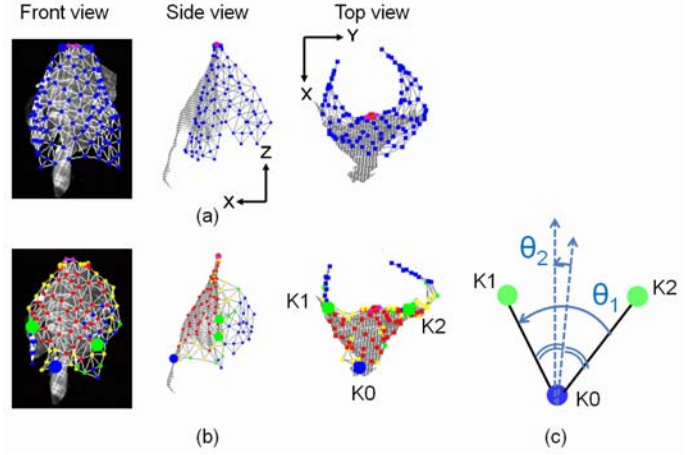 Front view Side view Top view
Y
X
Z
X
(a)
K1
K2
K0
θ2
θ1
K1
K2
K0
(b)
(c)